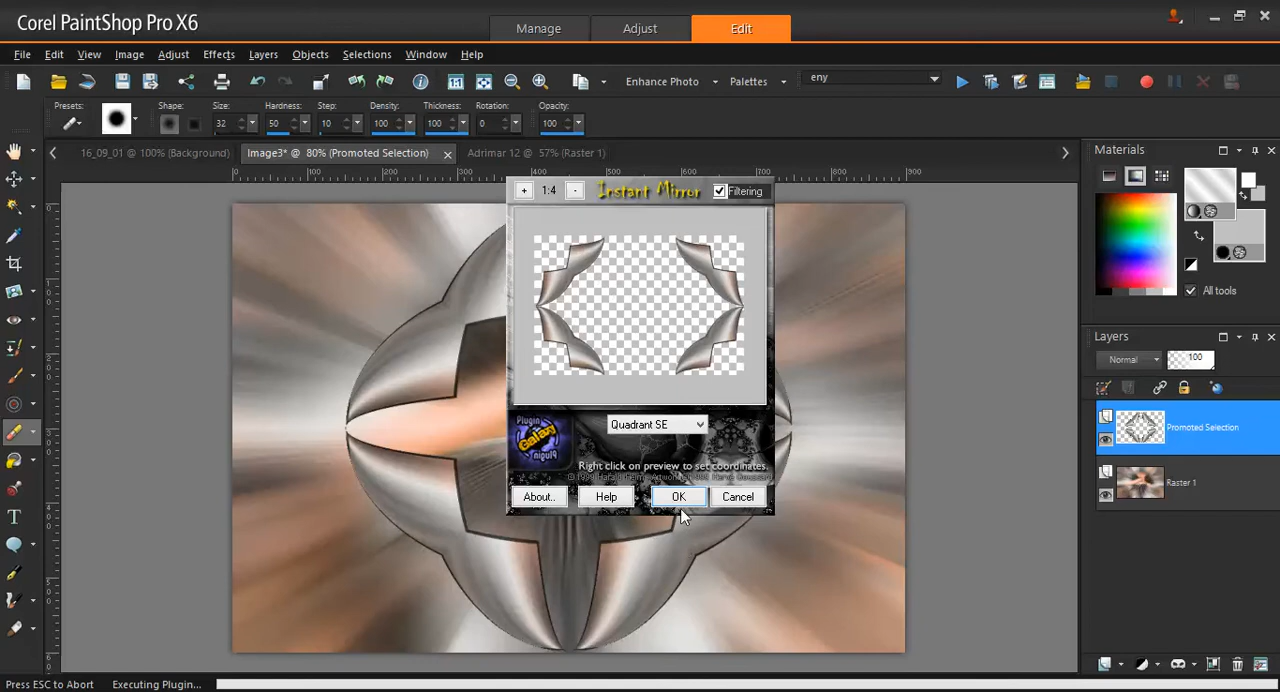 Corel PaintShop Pro X6
Manage Adjust Edit
File Edit View Image Adjust Effects Layers Objects Selections Window Help
Enhance Photo Palettes eny
Presets: Shape: Size: Hardness: Step: Density: Thickness: Rotation: Opacity:
32 50 10 100 100 0 100
16_09_01 @ 100% (Background) Image3* @ 80% (Promoted Selection) Adrimar 12 @ 57% (Raster 1)
Materials
+ 1:4 - Instant Mirror Filtering
All tools
Layers
Normal 100
Promoted Selection
Raster 1
Plugin Galaxy
Quadrant SE
Right click on preview to set coordinates.
About.. Help OK Cancel
Press ESC to Abort Executing Plugin...